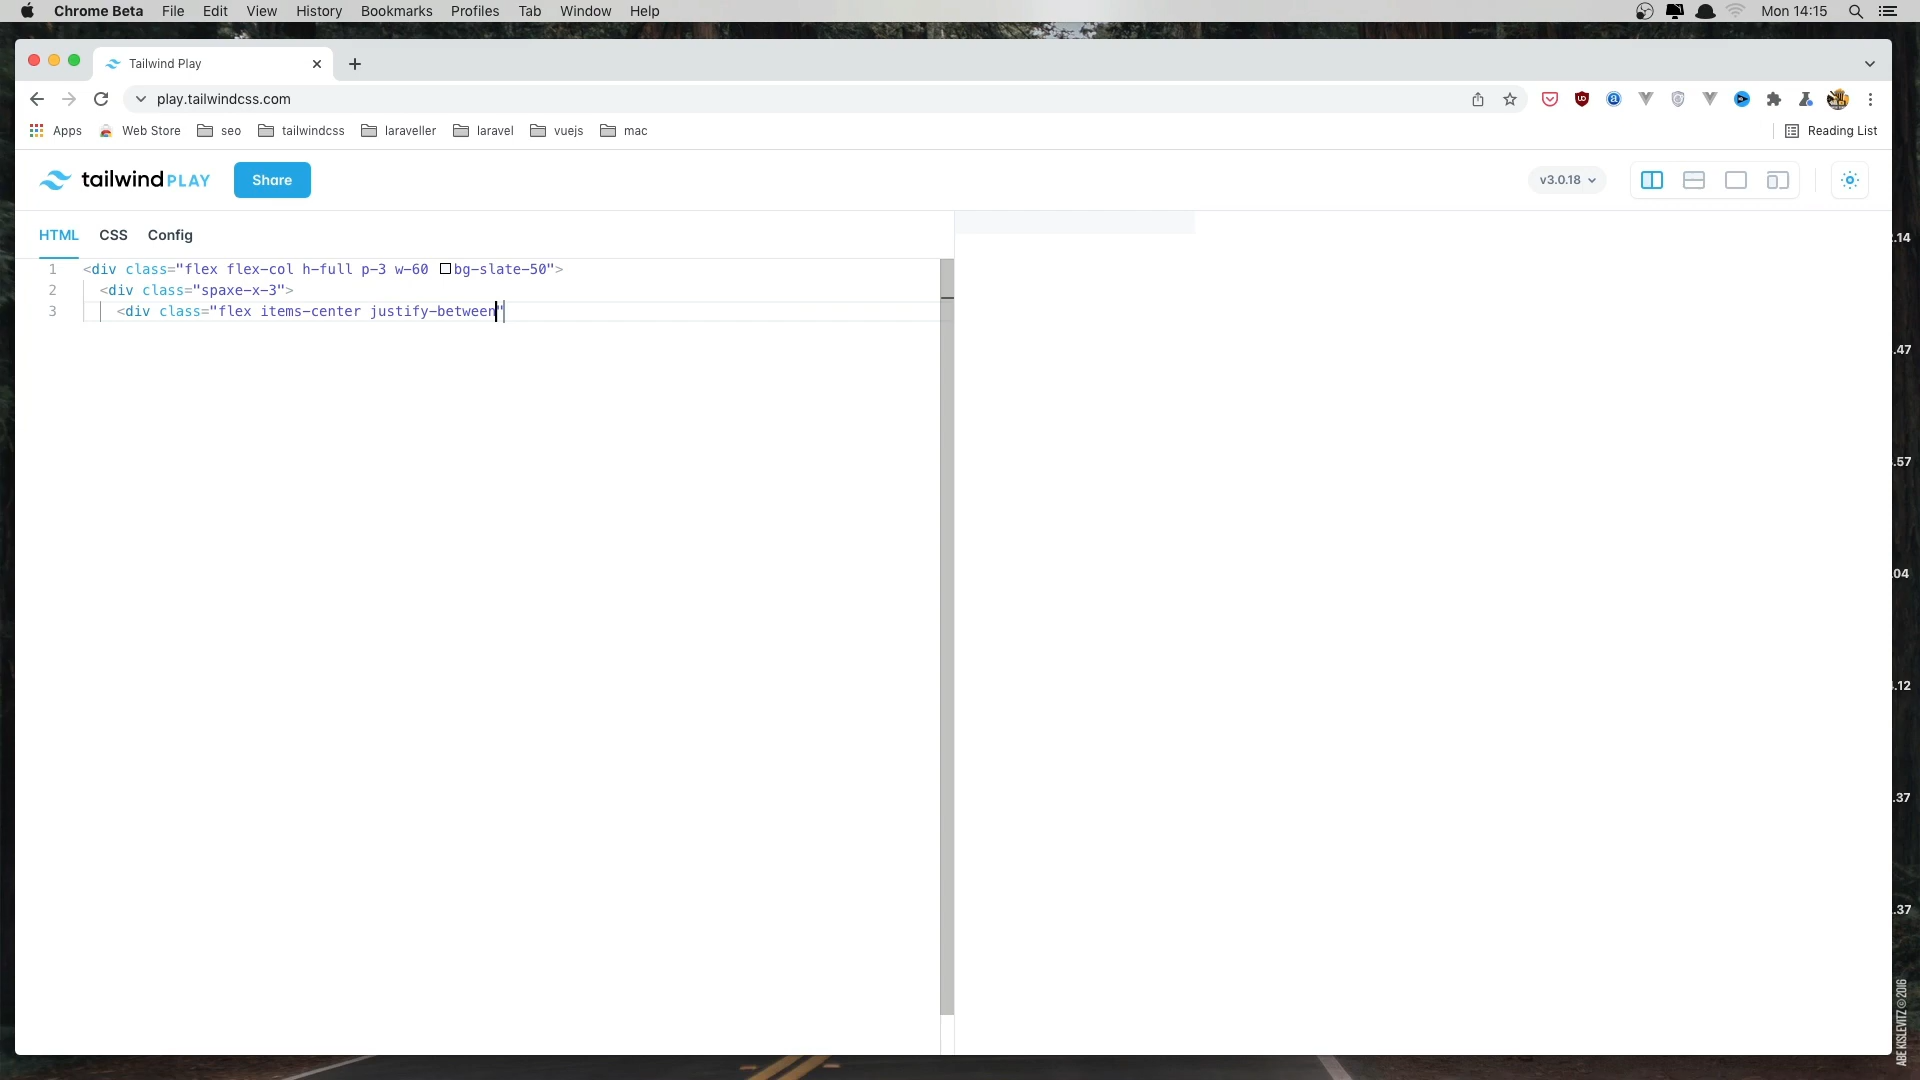 Chrome Beta File Edit View History Bookmarks Profiles Tab Window Help Mon 14:15
Tailwind Play
play.tailwindcss.com
Apps Web Store seo tailwindcss laraveller laravel vuejs mac Reading List
tailwind PLAY Share v3.0.18
HTML CSS Config
1 <div class="flex flex-col h-full p-3 w-60 bg-slate-50">
2 <div class="spaxe-x-3">
3 <div class="flex items-center justify-between"
.14
.47
.57
04
.12
.37
.37
ABE KISLEVITZ © 2016